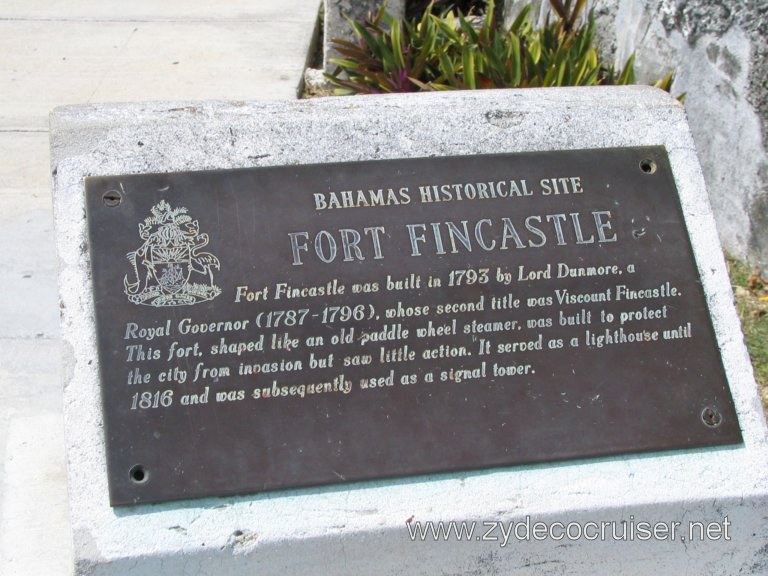 BAHAMAS HISTORICAL SITE
FORT FINCASTLE
Fort Fincastle was built in 1793 by Lord Dunmore, a
Royal Governor (1787-1796), whose second title was Viscount Fincastle.
This fort, shaped like an old paddle wheel steamer, was built to protect
the city from invasion but saw little action. It served as a lighthouse until
1816 and was subsequently used as a signal tower.
www.zydecocruiser.net